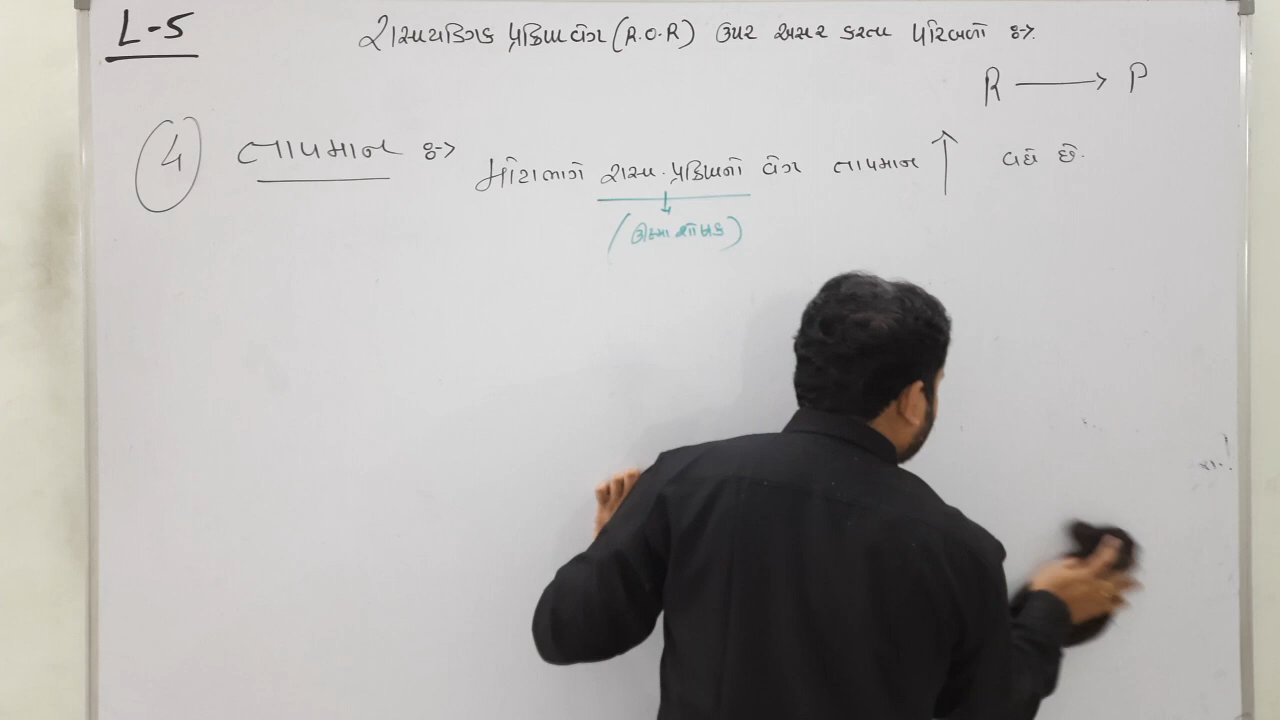 L-5
રાસાયણિક પ્રક્રિયા વેગ (R.O.R) ઉપર અસર કરતા પરિબળો :->
R ⟶ P
4 તાપમાન :->
મોટાભાગે રાસા. પ્રક્રિયાનો વેગ તાપમાન ↑ વધે છે.
(ઉષ્માશોષક)